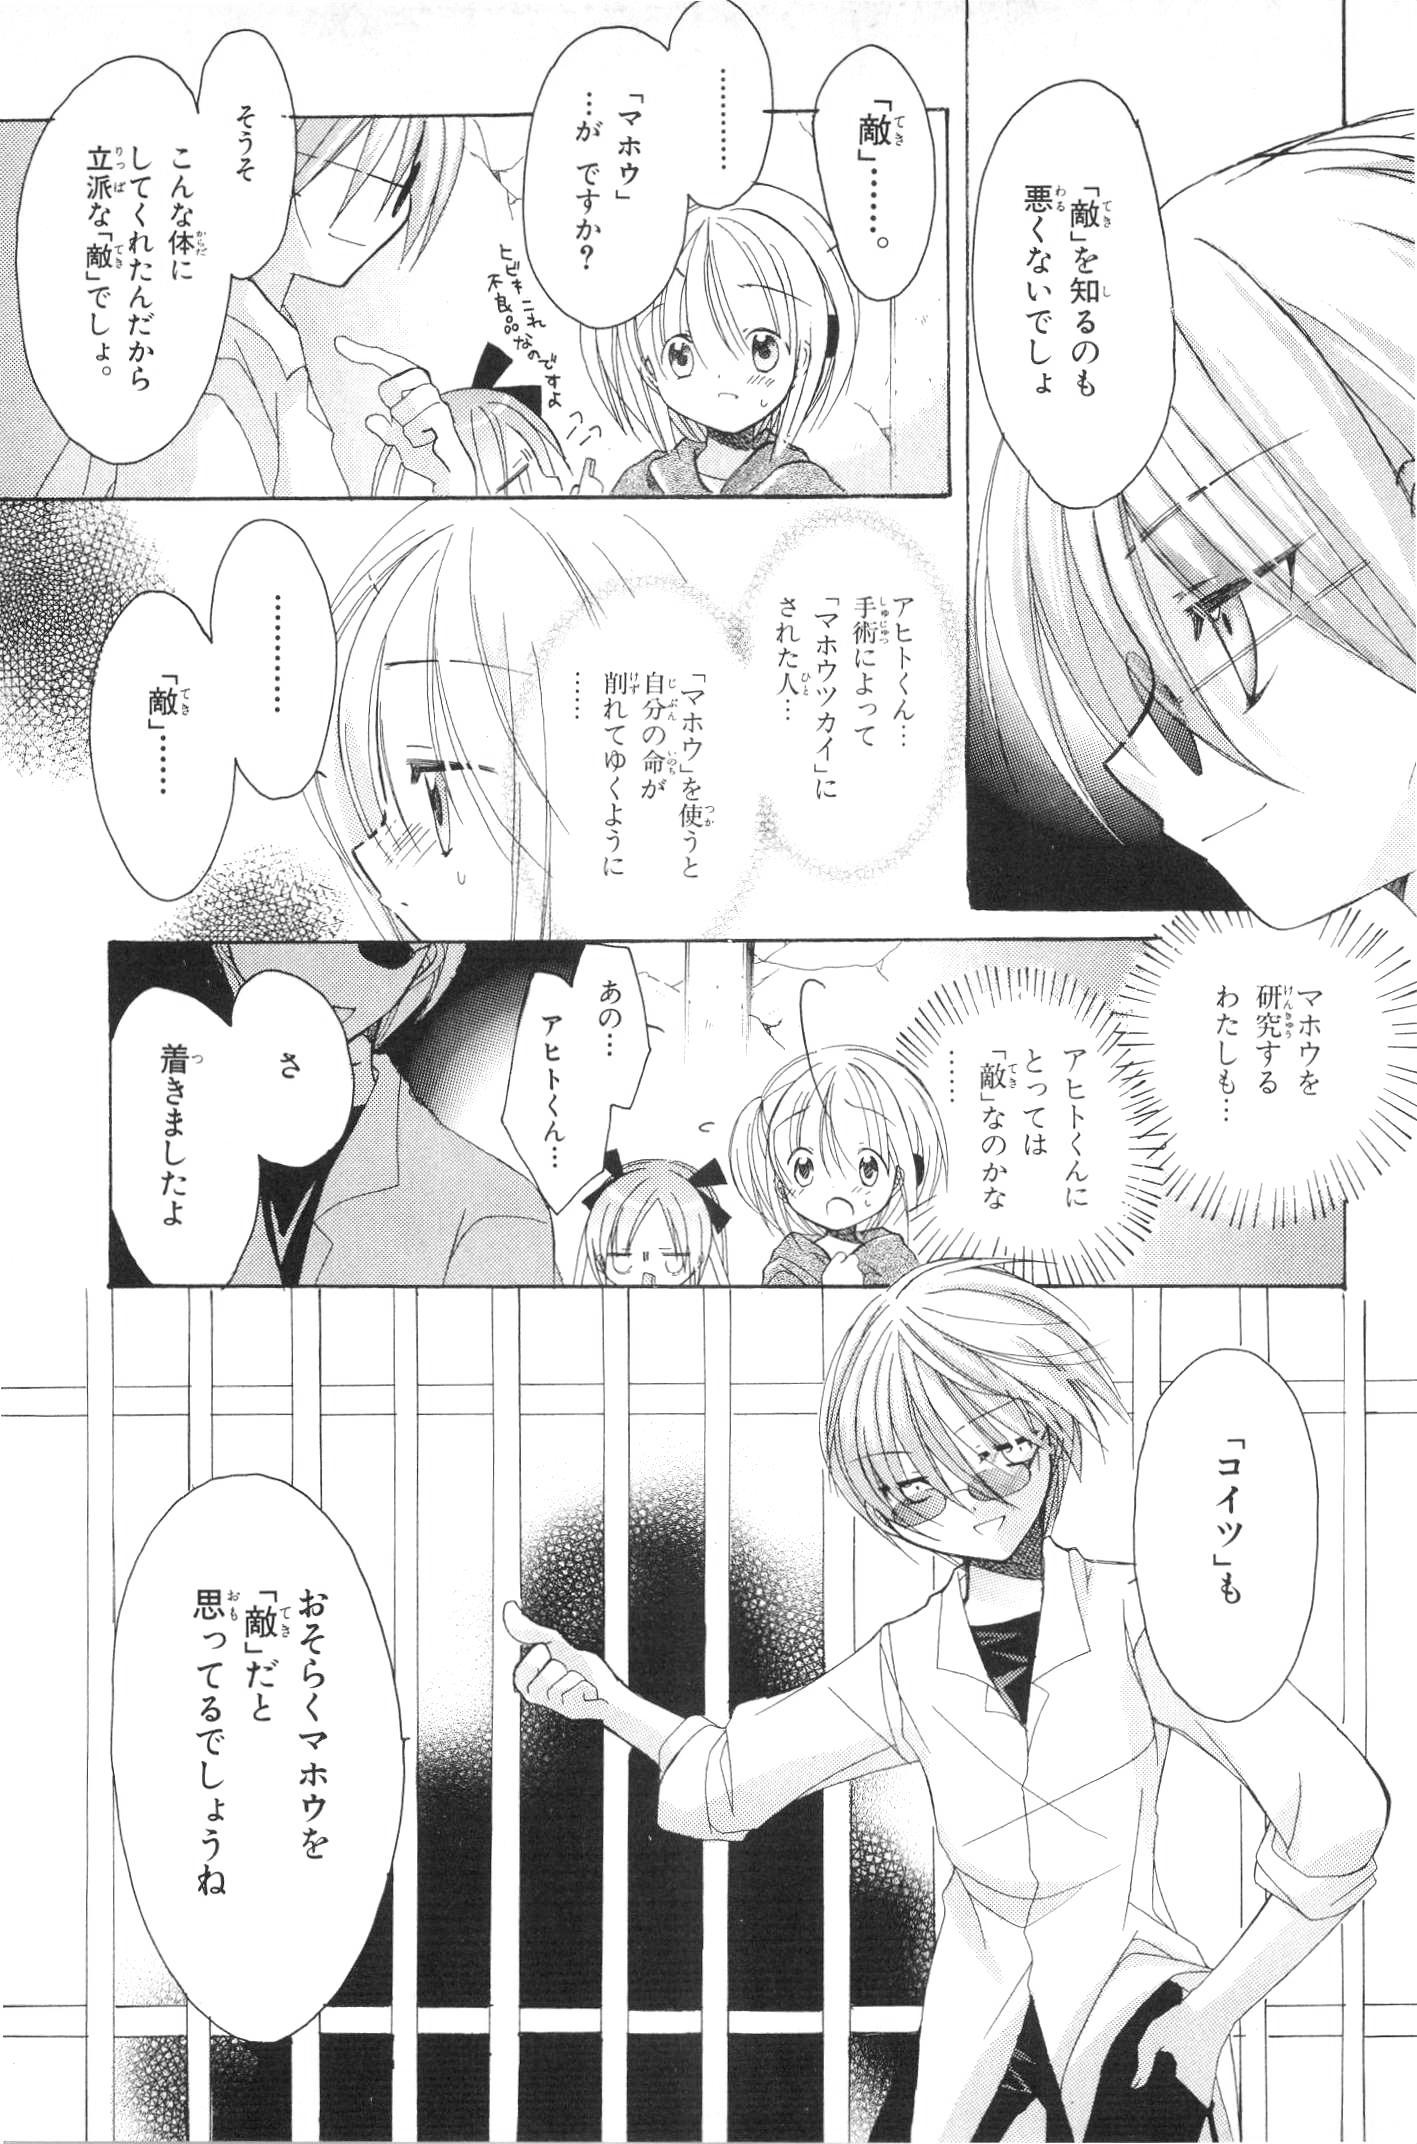 「敵」を知るのも
悪くないでしょ
「敵」……。
…………
「マホウ」
…が ですか？
ヒビキこれ
不良品なのですよ
そうそ
こんな体に
してくれたんだから
立派な「敵」でしょ。
アヒトくん…
手術によって
「マホウツカイ」に
された人…
「マホウ」を使うと
自分の命が
削れてゆくように
……
…………
「敵」……
マホウを
研究する
わたしも…
アヒトくんに
とっては
「敵」なのかな
……
あの…
アヒトくん…
さ
着きましたよ
「コイツ」も
おそらくマホウを
「敵」だと
思ってるでしょうね